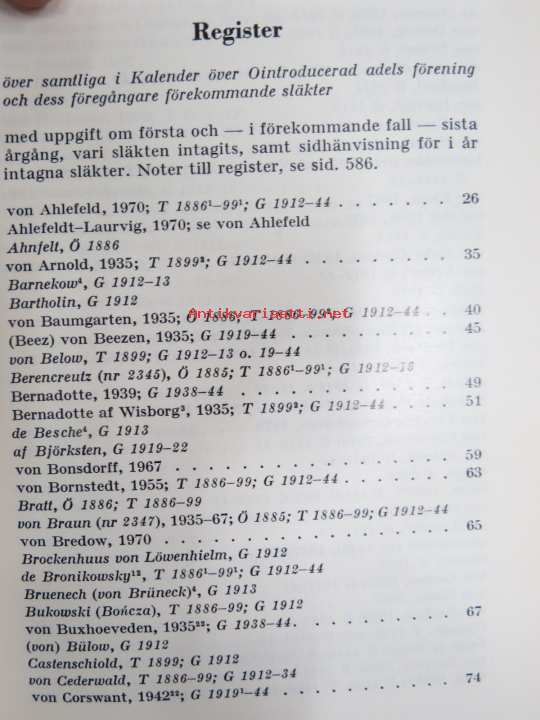 Register
över samtliga i Kalender över Ointroducerad adels förening
och dess föregångare förekommande släkter
med uppgift om första och — i förekommande fall — sista
årgång, vari släkten intagits, samt sidhänvisning för i år
intagna släkter. Noter till register, se sid. 586.
von Ahlefeld, 1970; T 1886¹–99¹; G 1912–44 . . . . . . . 26
Ahlefeldt–Laurvig, 1970; se von Ahlefeld
Ahnfelt, Ö 1886
von Arnold, 1935; T 1899²; G 1912–44 . . . . . . . . . 35
Barnekow⁴, G 1912–13
Bartholin, G 1912
von Baumgarten, 1935; Ö 1886; T 1886–99²; G 1912–44 . . . . 40
Antikvariaatti.net
(Beez) von Beezen, 1935; G 1919–44 . . . . . . . . . . 45
von Below, T 1899; G 1912–13 o. 19–44
Berencreutz (nr 2345), Ö 1885; T 1886¹–99¹; G 1912–16
Bernadotte, 1939; G 1938–44 . . . . . . . . . . . . 49
Bernadotte af Wisborg³, 1935; T 1899²; G 1912–44 . . . . 51
de Besche⁴, G 1913
af Björksten, G 1919–22
von Bonsdorff, 1967 . . . . . . . . . . . . . . . . 59
von Bornstedt, 1955; T 1886–99; G 1912–44 . . . . . . . 63
Bratt, Ö 1886; T 1886–99
von Braun (nr 2347), 1935–67; Ö 1885; T 1886–99; G 1912–44
von Bredow, 1970 . . . . . . . . . . . . . . . . . 65
Brockenhuus von Löwenhielm, G 1912
de Bronikowsky¹², T 1886¹–99¹; G 1912–44
Bruenech (von Brüneck)⁴, G 1913
Bukowski (Bończa), T 1886–99; G 1912
von Buxhoeveden, 1935²²; G 1938–44. . . . . . . . . . 67
(von) Bülow, G 1912
Castenschiold, T 1899; G 1912
von Cederwald, T 1886–99; G 1912–34
von Corswant, 1942²²; G 1919¹–44 . . . . . . . . . . 74